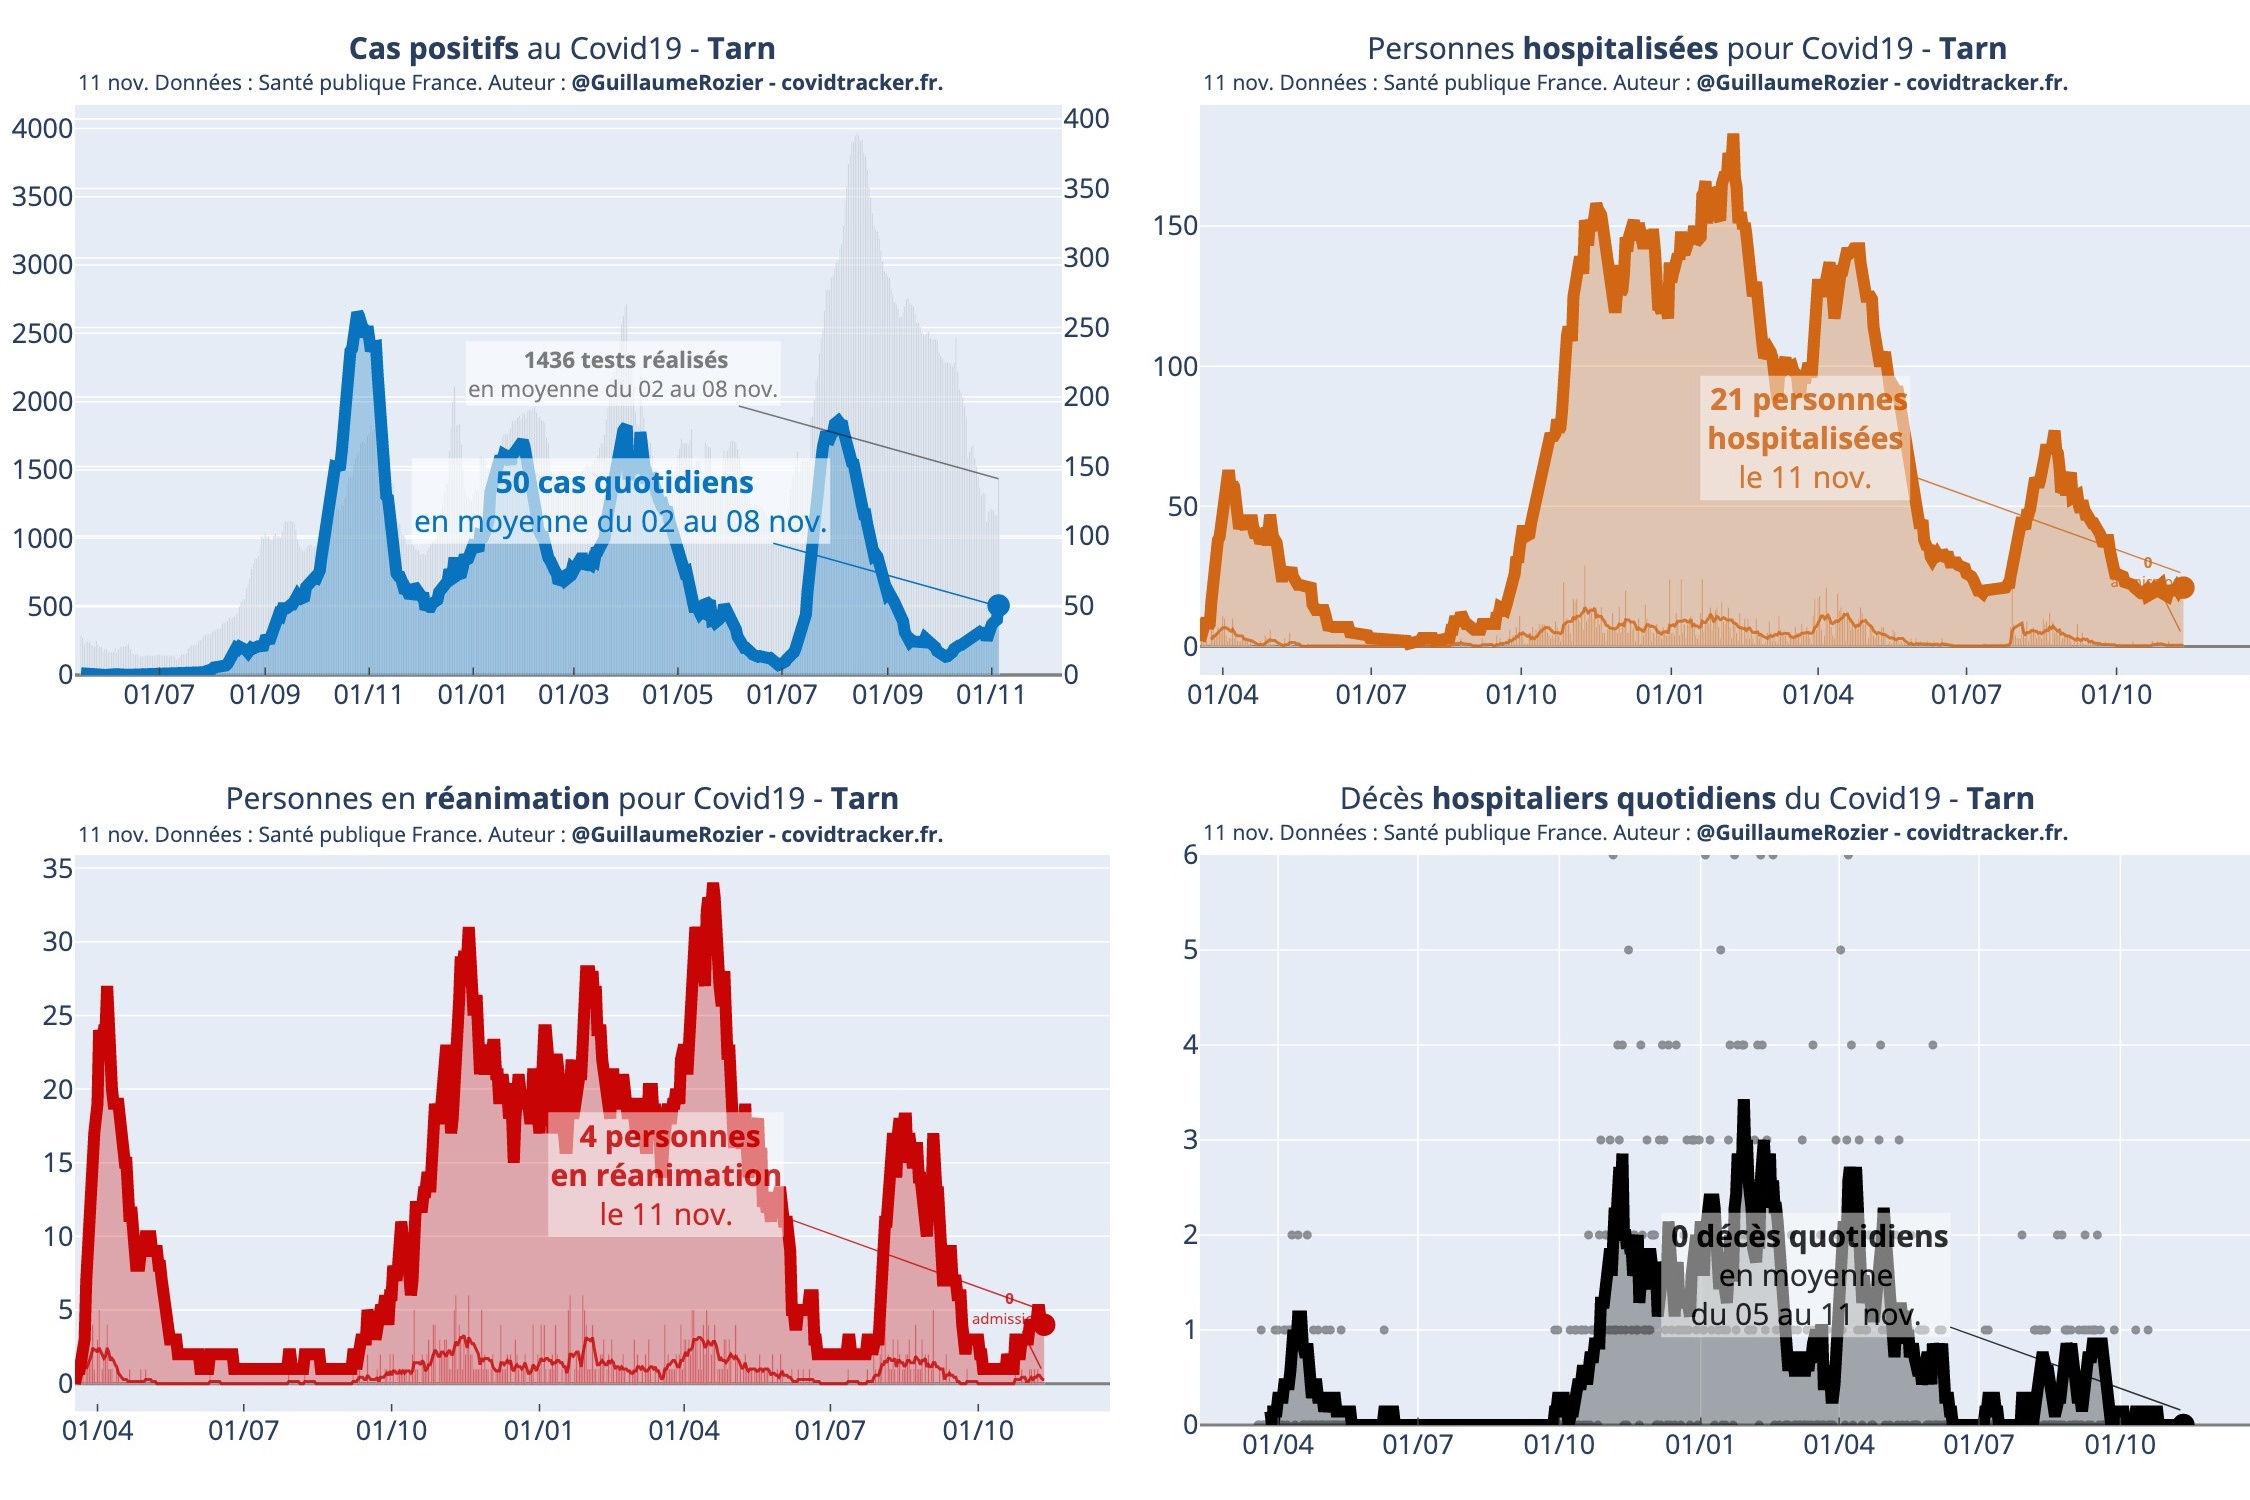 Cas positifs au Covid19 - Tarn
11 nov. Données : Santé publique France. Auteur : @GuillaumeRozier - covidtracker.fr.
4000
3500
3000
2500
2000
1500
1000
500
0
400
350
300
250
200
150
100
50
0
1436 tests réalisés
en moyenne du 02 au 08 nov.
50 cas quotidiens
en moyenne du 02 au 08 nov.
01/07 01/09 01/11 01/01 01/03 01/05 01/07 01/09 01/11
Personnes hospitalisées pour Covid19 - Tarn
11 nov. Données : Santé publique France. Auteur : @GuillaumeRozier - covidtracker.fr.
150
100
50
0
21 personnes
hospitalisées
le 11 nov.
0
01/04 01/07 01/10 01/01 01/04 01/07 01/10
Personnes en réanimation pour Covid19 - Tarn
11 nov. Données : Santé publique France. Auteur : @GuillaumeRozier - covidtracker.fr.
35
30
25
20
15
10
5
0
4 personnes
en réanimation
le 11 nov.
0
01/04 01/07 01/10 01/01 01/04 01/07 01/10
Décès hospitaliers quotidiens du Covid19 - Tarn
11 nov. Données : Santé publique France. Auteur : @GuillaumeRozier - covidtracker.fr.
6
5
4
3
2
1
0
0 décès quotidiens
en moyenne
du 05 au 11 nov.
01/04 01/07 01/10 01/01 01/04 01/07 01/10